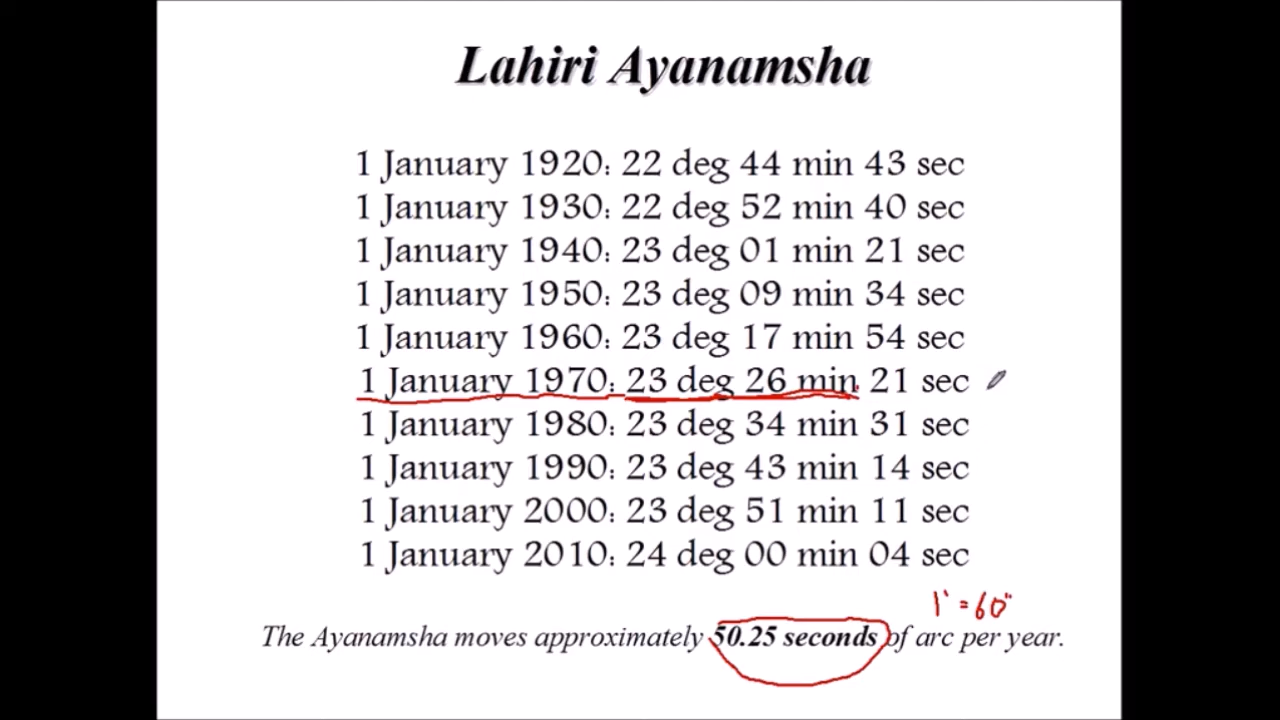 Lahiri Ayanamsha
1 January 1920: 22 deg 44 min 43 sec
1 January 1930: 22 deg 52 min 40 sec
1 January 1940: 23 deg 01 min 21 sec
1 January 1950: 23 deg 09 min 34 sec
1 January 1960: 23 deg 17 min 54 sec
1 January 1970: 23 deg 26 min 21 sec
1 January 1980: 23 deg 34 min 31 sec
1 January 1990: 23 deg 43 min 14 sec
1 January 2000: 23 deg 51 min 11 sec
1 January 2010: 24 deg 00 min 04 sec
1' = 60"
The Ayanamsha moves approximately 50.25 seconds of arc per year.